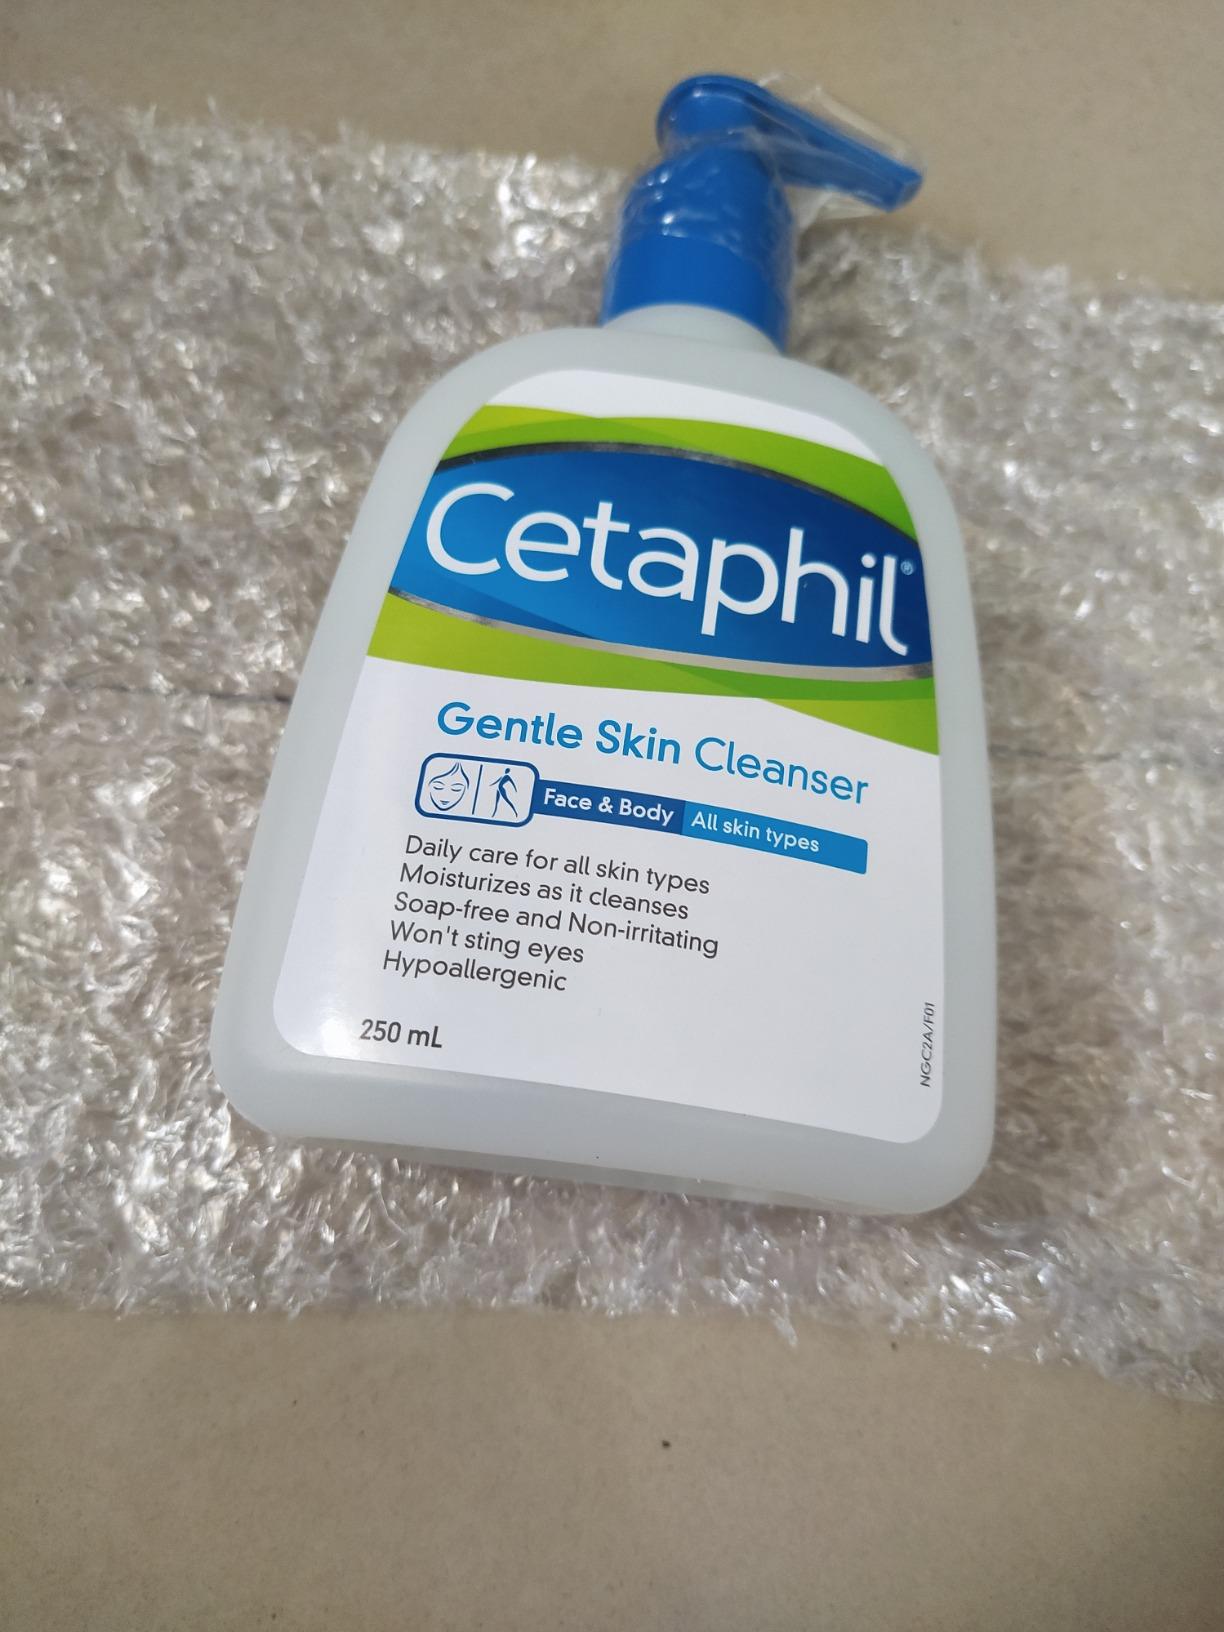 Cetaphil®
Gentle Skin Cleanser
Face & Body All skin types
Daily care for all skin types
Moisturizes as it cleanses
Soap-free and Non-irritating
Won't sting eyes
Hypoallergenic
250 mL
NGC2A/F01